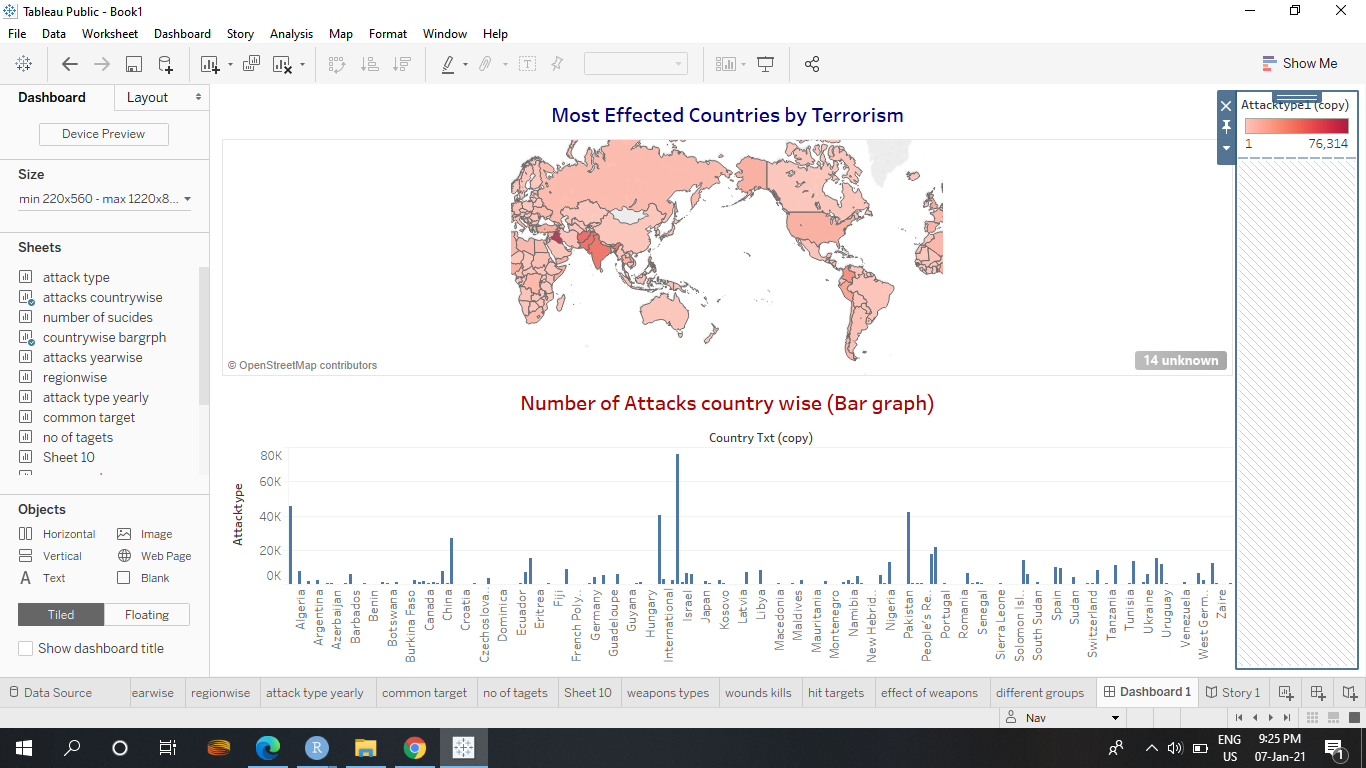 Tableau Public - Book1
File Data Worksheet Dashboard Story Analysis Map Format Window Help
Show Me
Dashboard
Layout
Device Preview
Size
min 220x560 - max 1220x8...
Sheets
attack type
attacks countrywise
number of sucides
countrywise bargrph
attacks yearwise
regionwise
attack type yearly
common target
no of tagets
Sheet 10
Objects
Horizontal Image
Vertical Web Page
A Text Blank
Tiled Floating
Show dashboard title
Most Effected Countries by Terrorism
© OpenStreetMap contributors
14 unknown
Attacktype1 (copy)
1 76,314
Number of Attacks country wise (Bar graph)
Country Txt (copy)
Attacktype
80K
60K
40K
20K
0K
Algeria
Argentina
Azerbaijan
Barbados
Benin
Botswana
Burkina Faso
Canada
China
Croatia
Czechoslova..
Dominica
Ecuador
Eritrea
Fiji
French Poly..
Germany
Guadeloupe
Guyana
Hungary
International
Israel
Japan
Kosovo
Latvia
Libya
Macedonia
Maldives
Mauritania
Montenegro
Namibia
New Hebrid..
Nigeria
Pakistan
People's Re..
Portugal
Romania
Senegal
Sierra Leone
Solomon Isl..
South Sudan
Spain
Sudan
Switzerland
Tanzania
Tunisia
Ukraine
Uruguay
Venezuela
West Germ..
Zaire
Data Source earwise regionwise attack type yearly common target no of tagets Sheet 10 weapons types wounds kills hit targets effect of weapons different groups Dashboard 1 Story 1
Nav
R
ENG
US
9:25 PM
07-Jan-21
1